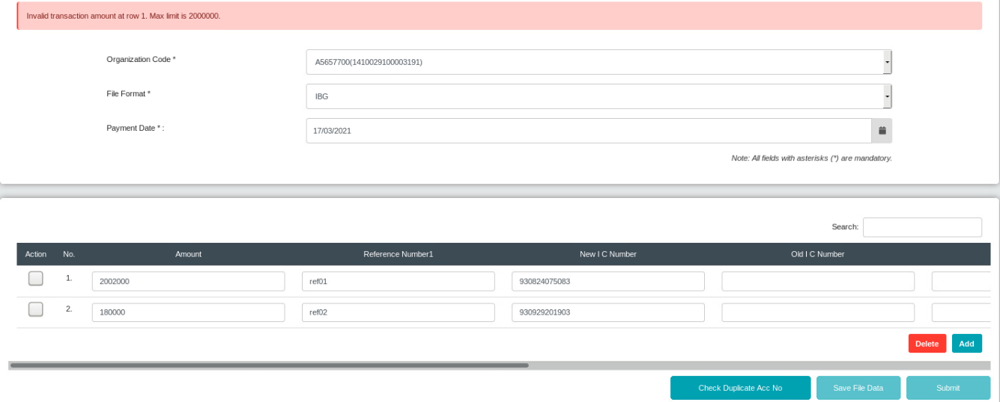 Invalid transaction amount at row 1. Max limit is 2000000.
Organization Code *
A5657700(1410029100003191)
File Format *
IBG
Payment Date * :
17/03/2021
Note: All fields with asterisks (*) are mandatory.
Search:
Action No. Amount Reference Number1 New I C Number Old I C Number
1. 2002000 ref01 930824075083
2. 180000 ref02 930929201903
Delete Add
Check Duplicate Acc No Save File Data Submit